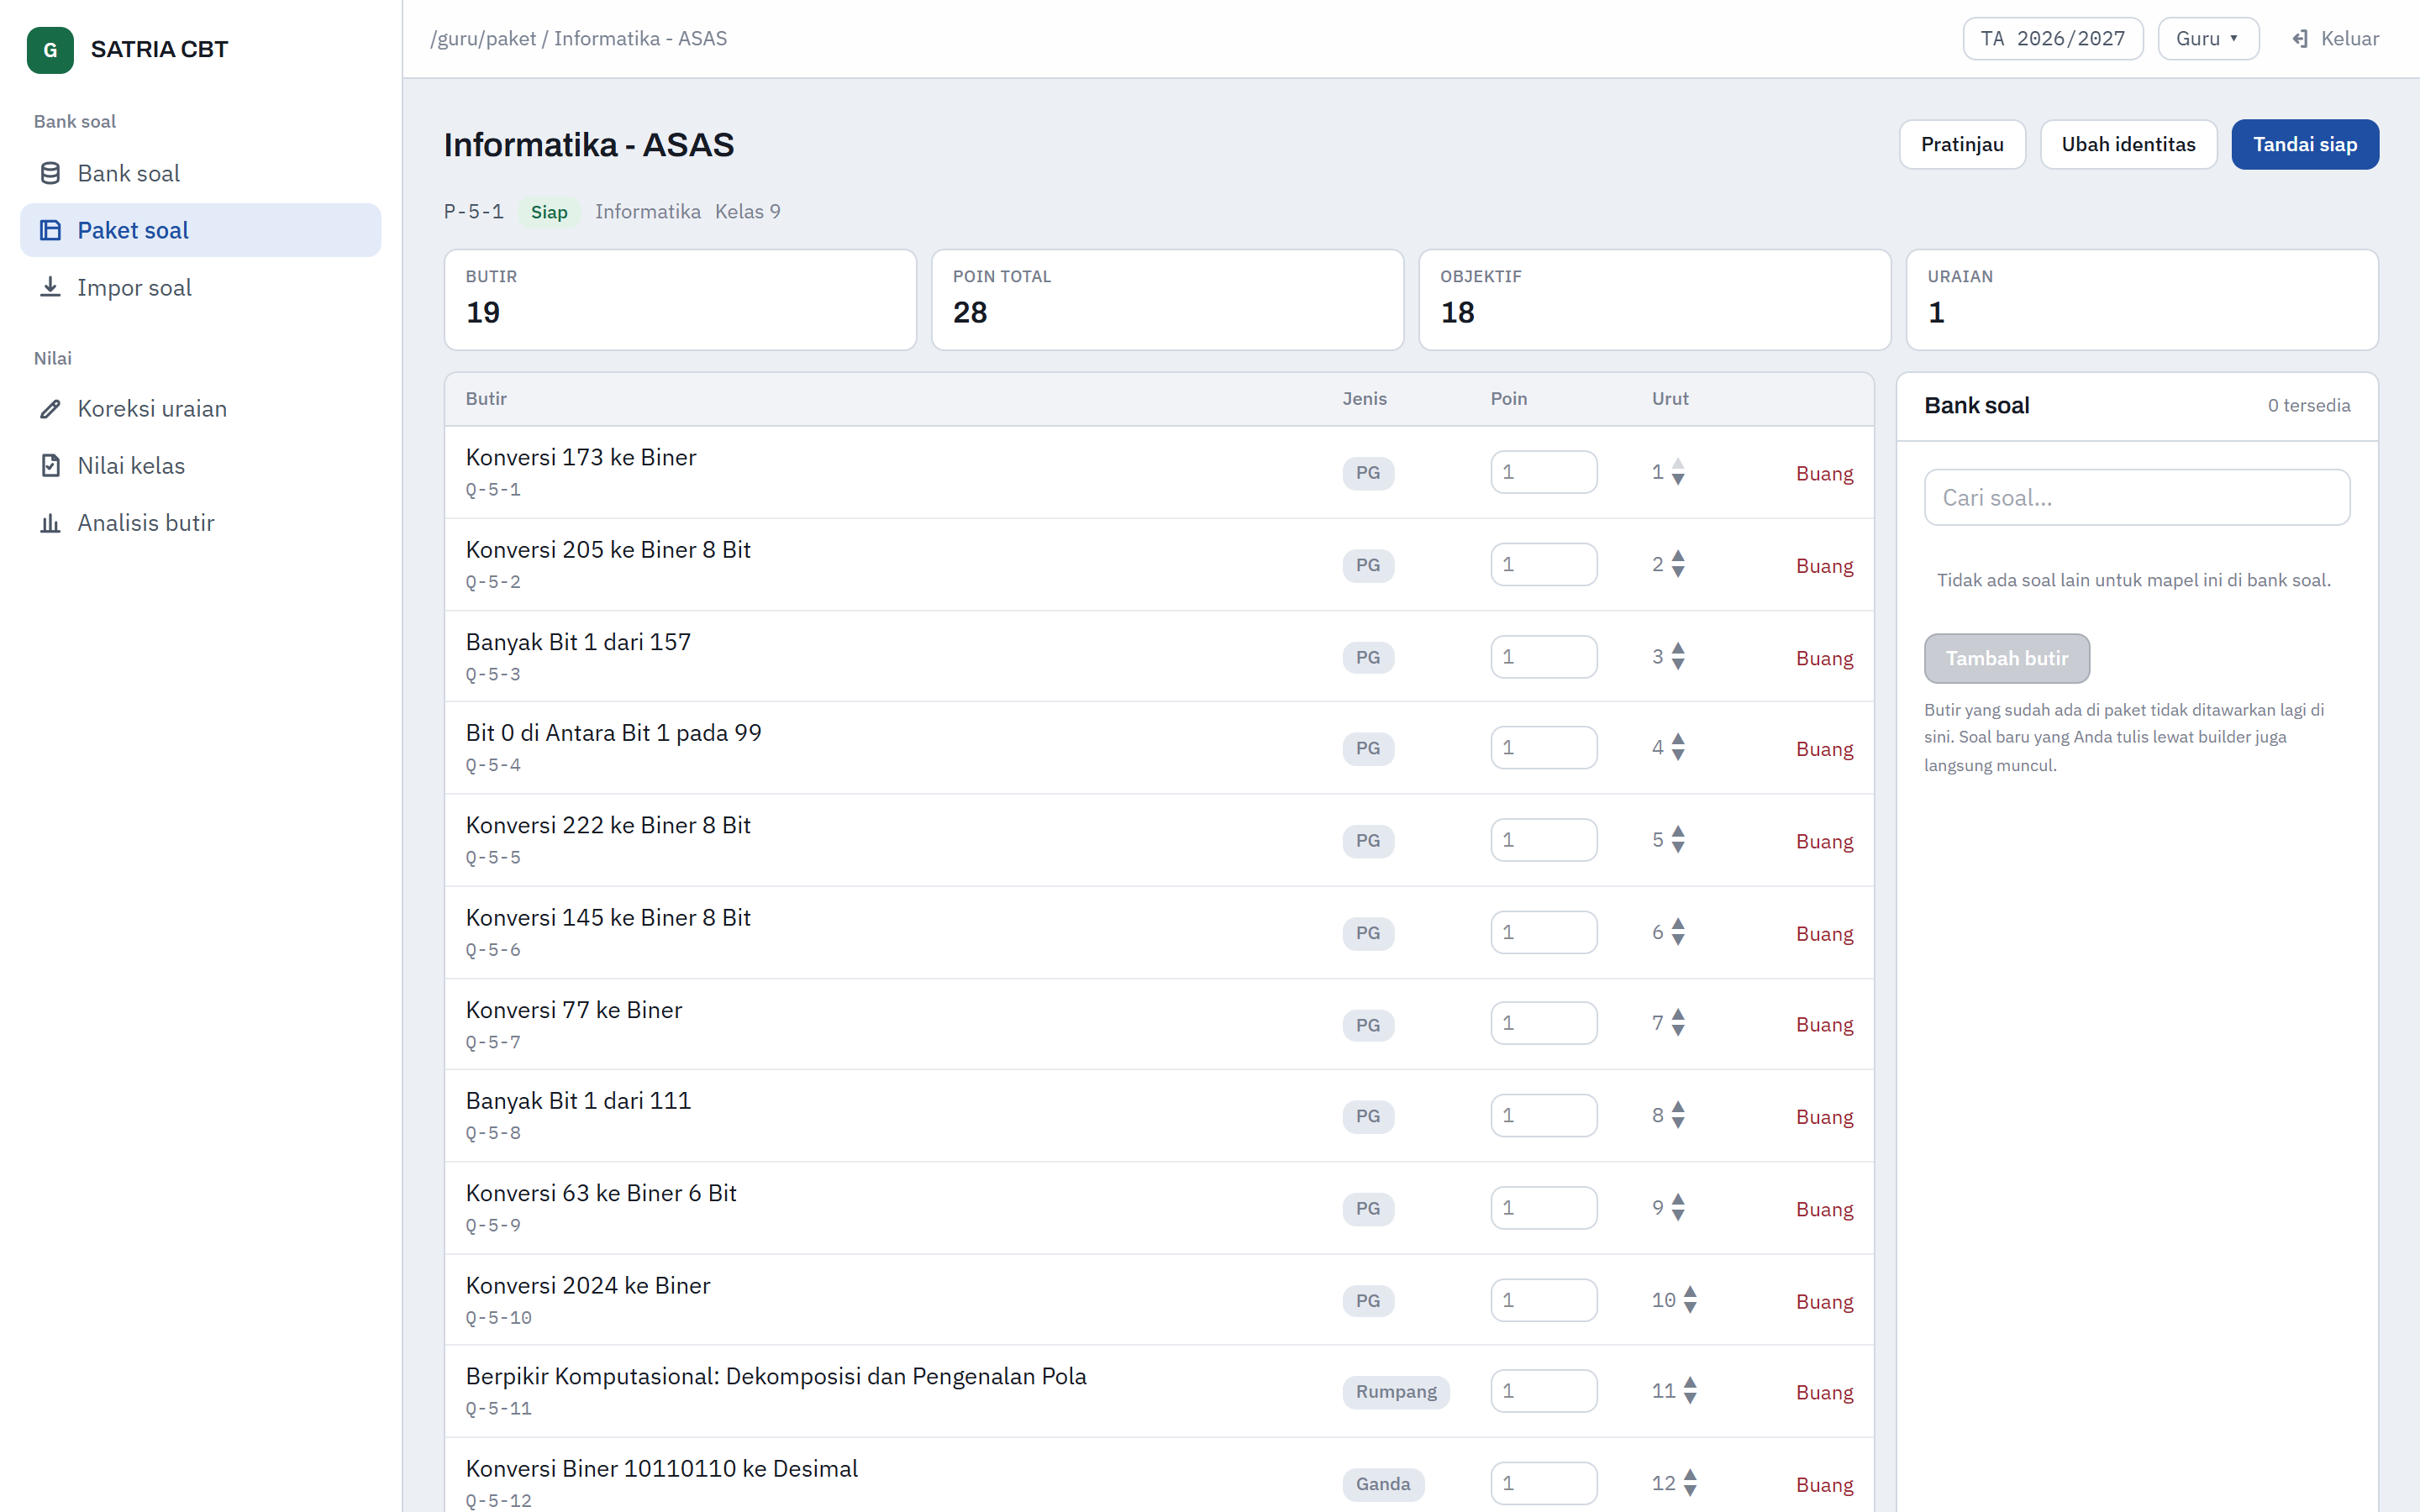 G SATRIA CBT
Bank soal
Bank soal
Paket soal
Impor soal
Nilai
Koreksi uraian
Nilai kelas
Analisis butir
/guru/paket / Informatika - ASAS
TA 2026/2027
Guru
Keluar
Informatika - ASAS
Pratinjau
Ubah identitas
Tandai siap
P-5-1 Siap Informatika Kelas 9
BUTIR
19
POIN TOTAL
28
OBJEKTIF
18
URAIAN
1
Butir Jenis Poin Urut
Konversi 173 ke Biner
Q-5-1
PG 1 1 Buang
Konversi 205 ke Biner 8 Bit
Q-5-2
PG 1 2 Buang
Banyak Bit 1 dari 157
Q-5-3
PG 1 3 Buang
Bit 0 di Antara Bit 1 pada 99
Q-5-4
PG 1 4 Buang
Konversi 222 ke Biner 8 Bit
Q-5-5
PG 1 5 Buang
Konversi 145 ke Biner 8 Bit
Q-5-6
PG 1 6 Buang
Konversi 77 ke Biner
Q-5-7
PG 1 7 Buang
Banyak Bit 1 dari 111
Q-5-8
PG 1 8 Buang
Konversi 63 ke Biner 6 Bit
Q-5-9
PG 1 9 Buang
Konversi 2024 ke Biner
Q-5-10
PG 1 10 Buang
Berpikir Komputasional: Dekomposisi dan Pengenalan Pola
Q-5-11
Rumpang 1 11 Buang
Konversi Biner 10110110 ke Desimal
Q-5-12
Ganda 1 12 Buang
Bank soal 0 tersedia
Cari soal...
Tidak ada soal lain untuk mapel ini di bank soal.
Tambah butir
Butir yang sudah ada di paket tidak ditawarkan lagi di
sini. Soal baru yang Anda tulis lewat builder juga
langsung muncul.